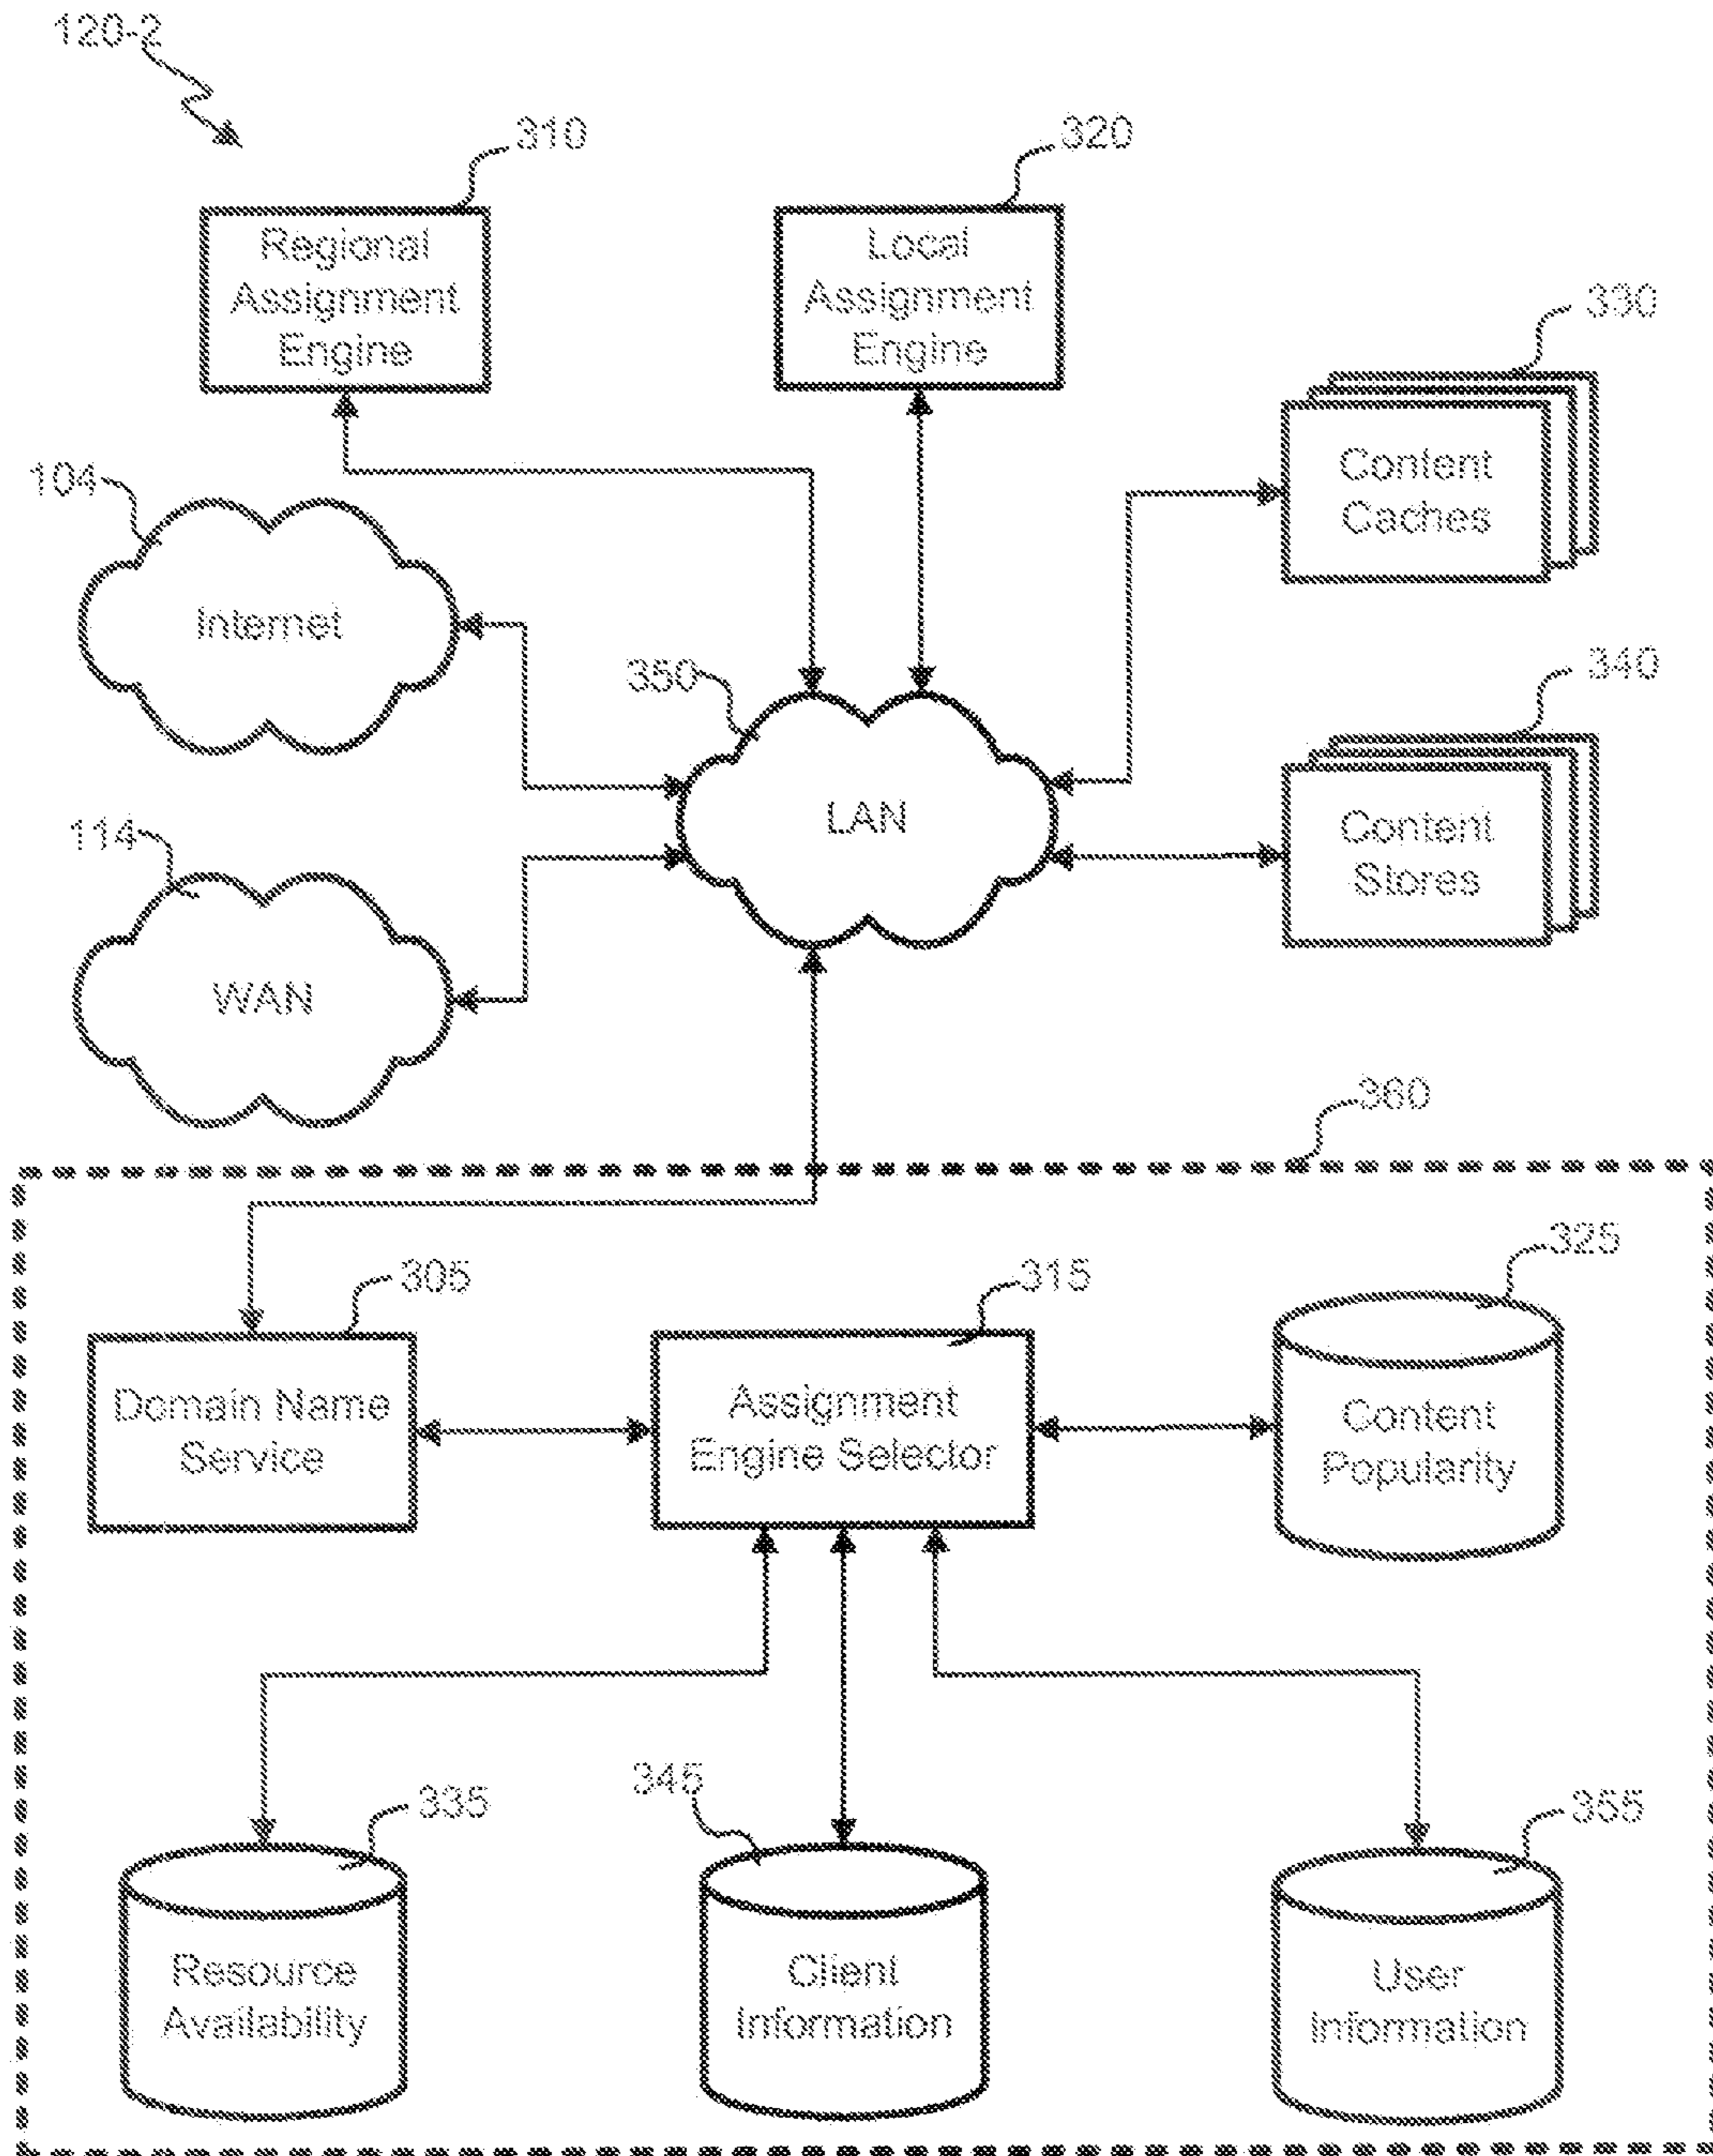 120-2
310
320
Regional
Assignment
Engine
Local
Assignment
Engine
330
Content
Caches
104
Internet
350
LAN
340
Content
Stores
114
WAN
360
305
315
325
Domain Name
Service
Assignment
Engine Selector
Content
Popularity
335
345
355
Resource
Availability
Client
Information
User
Information